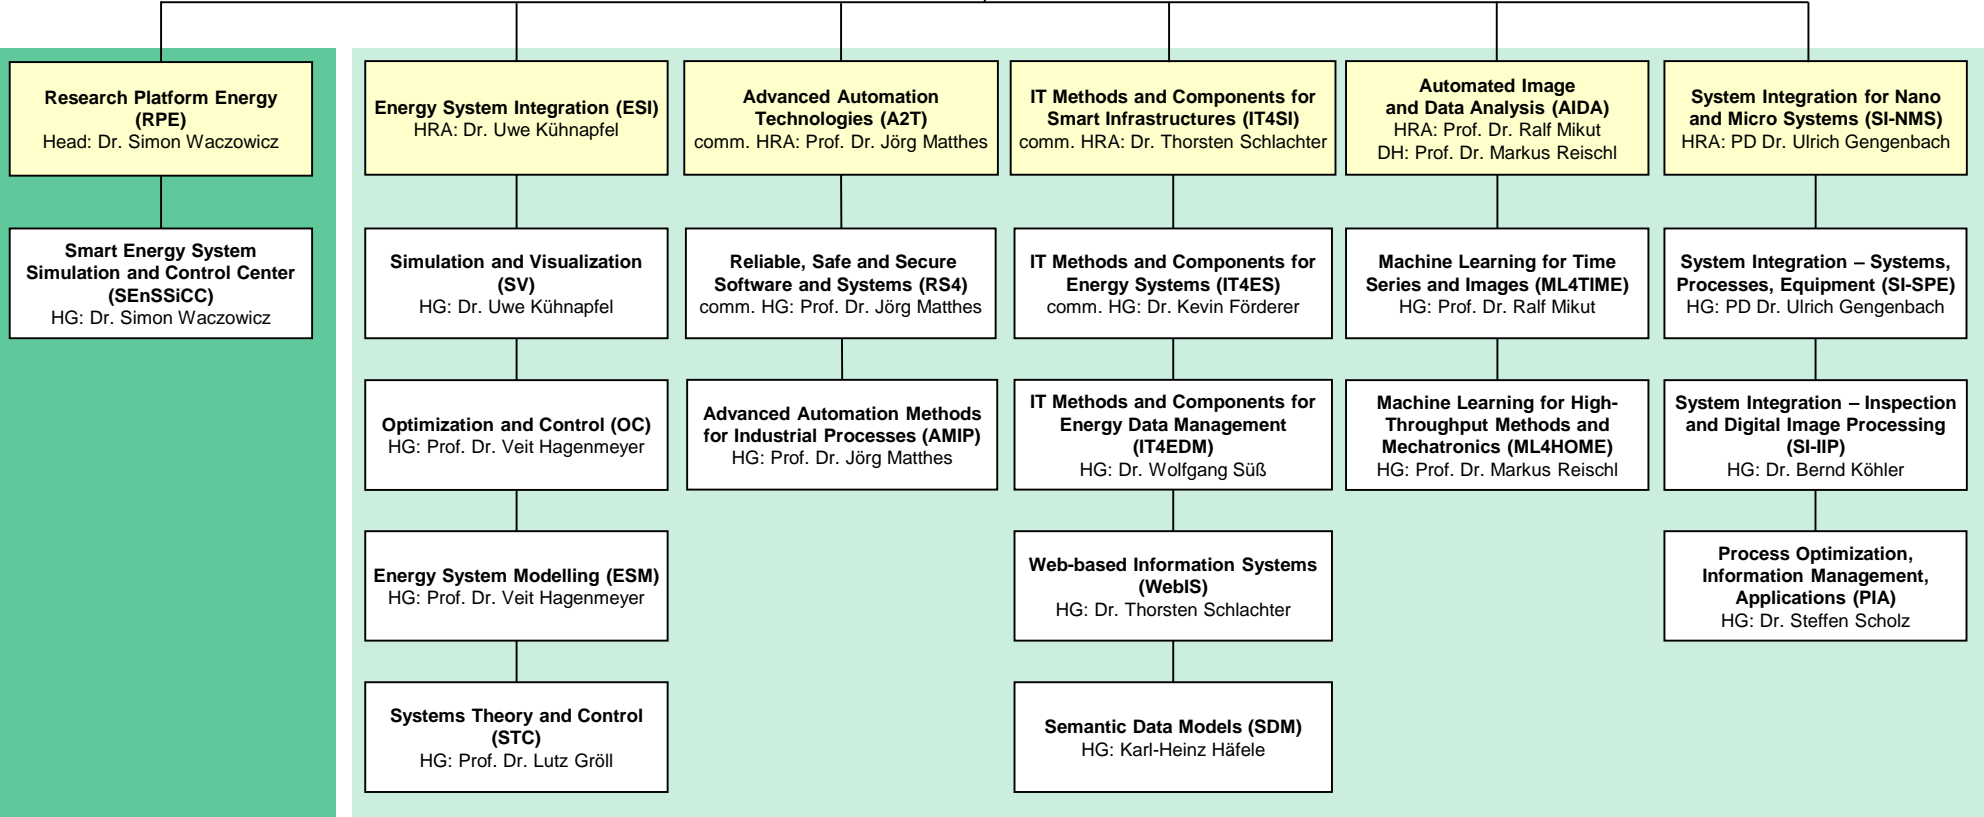 Research Platform Energy
(RPE)
Head: Dr. Simon Waczowicz
Smart Energy System
Simulation and Control Center
(SEnSSiCC)
HG: Dr. Simon Waczowicz
Energy System Integration (ESI)
HRA: Dr. Uwe Kühnapfel
Simulation and Visualization
(SV)
HG: Dr. Uwe Kühnapfel
Optimization and Control (OC)
HG: Prof. Dr. Veit Hagenmeyer
Energy System Modelling (ESM)
HG: Prof. Dr. Veit Hagenmeyer
Systems Theory and Control
(STC)
HG: Prof. Dr. Lutz Gröll
Advanced Automation
Technologies (A2T)
comm. HRA: Prof. Dr. Jörg Matthes
Reliable, Safe and Secure
Software and Systems (RS4)
comm. HG: Prof. Dr. Jörg Matthes
Advanced Automation Methods
for Industrial Processes (AMIP)
HG: Prof. Dr. Jörg Matthes
IT Methods and Components for
Smart Infrastructures (IT4SI)
comm. HRA: Dr. Thorsten Schlachter
IT Methods and Components for
Energy Systems (IT4ES)
comm. HG: Dr. Kevin Förderer
IT Methods and Components for
Energy Data Management
(IT4EDM)
HG: Dr. Wolfgang Süß
Web-based Information Systems
(WebIS)
HG: Dr. Thorsten Schlachter
Semantic Data Models (SDM)
HG: Karl-Heinz Häfele
Automated Image
and Data Analysis (AIDA)
HRA: Prof. Dr. Ralf Mikut
DH: Prof. Dr. Markus Reischl
Machine Learning for Time
Series and Images (ML4TIME)
HG: Prof. Dr. Ralf Mikut
Machine Learning for High-
Throughput Methods and
Mechatronics (ML4HOME)
HG: Prof. Dr. Markus Reischl
System Integration for Nano
and Micro Systems (SI-NMS)
HRA: PD Dr. Ulrich Gengenbach
System Integration – Systems,
Processes, Equipment (SI-SPE)
HG: PD Dr. Ulrich Gengenbach
System Integration – Inspection
and Digital Image Processing
(SI-IIP)
HG: Dr. Bernd Köhler
Process Optimization,
Information Management,
Applications (PIA)
HG: Dr. Steffen Scholz